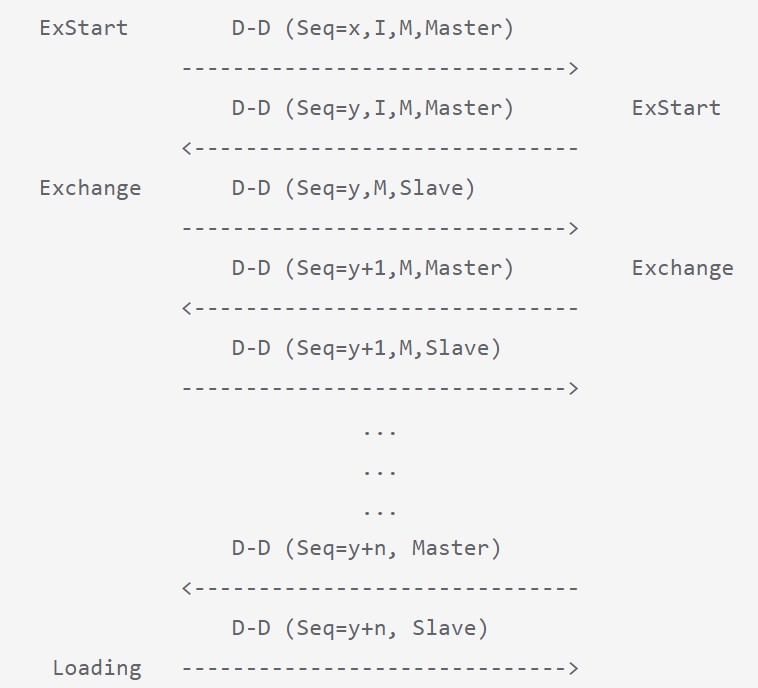 ExStart D-D (Seq=x,I,M,Master)
------------------------------>
D-D (Seq=y,I,M,Master) ExStart
<------------------------------
Exchange D-D (Seq=y,M,Slave)
------------------------------>
D-D (Seq=y+1,M,Master) Exchange
<------------------------------
D-D (Seq=y+1,M,Slave)
------------------------------>
...
...
...
D-D (Seq=y+n, Master)
<------------------------------
D-D (Seq=y+n, Slave)
Loading ------------------------------>